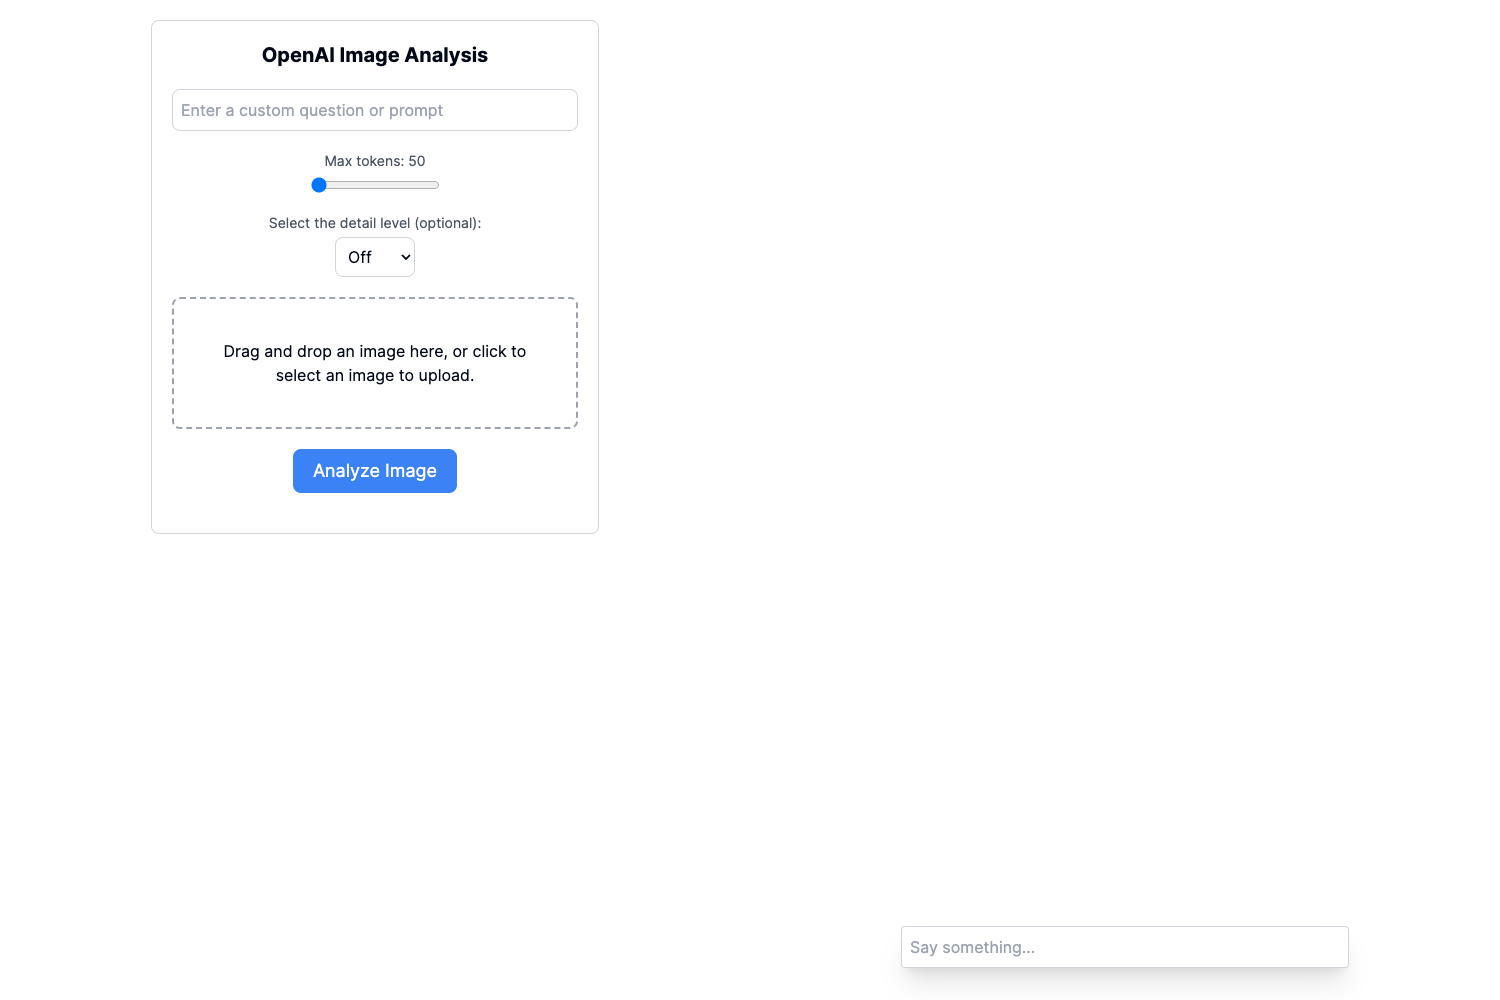 OpenAI Image Analysis
Enter a custom question or prompt
Max tokens: 50
Select the detail level (optional):
Off
Drag and drop an image here, or click to
select an image to upload.
Analyze Image
Say something...